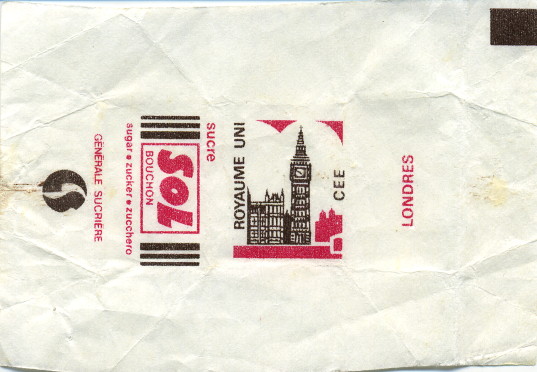 GÉNÉRALE SUCRIÈRE
sugar • zucker • zucchero
SOL
BOUCHON
sucre
ROYAUME UNI
CEE
LONDRES